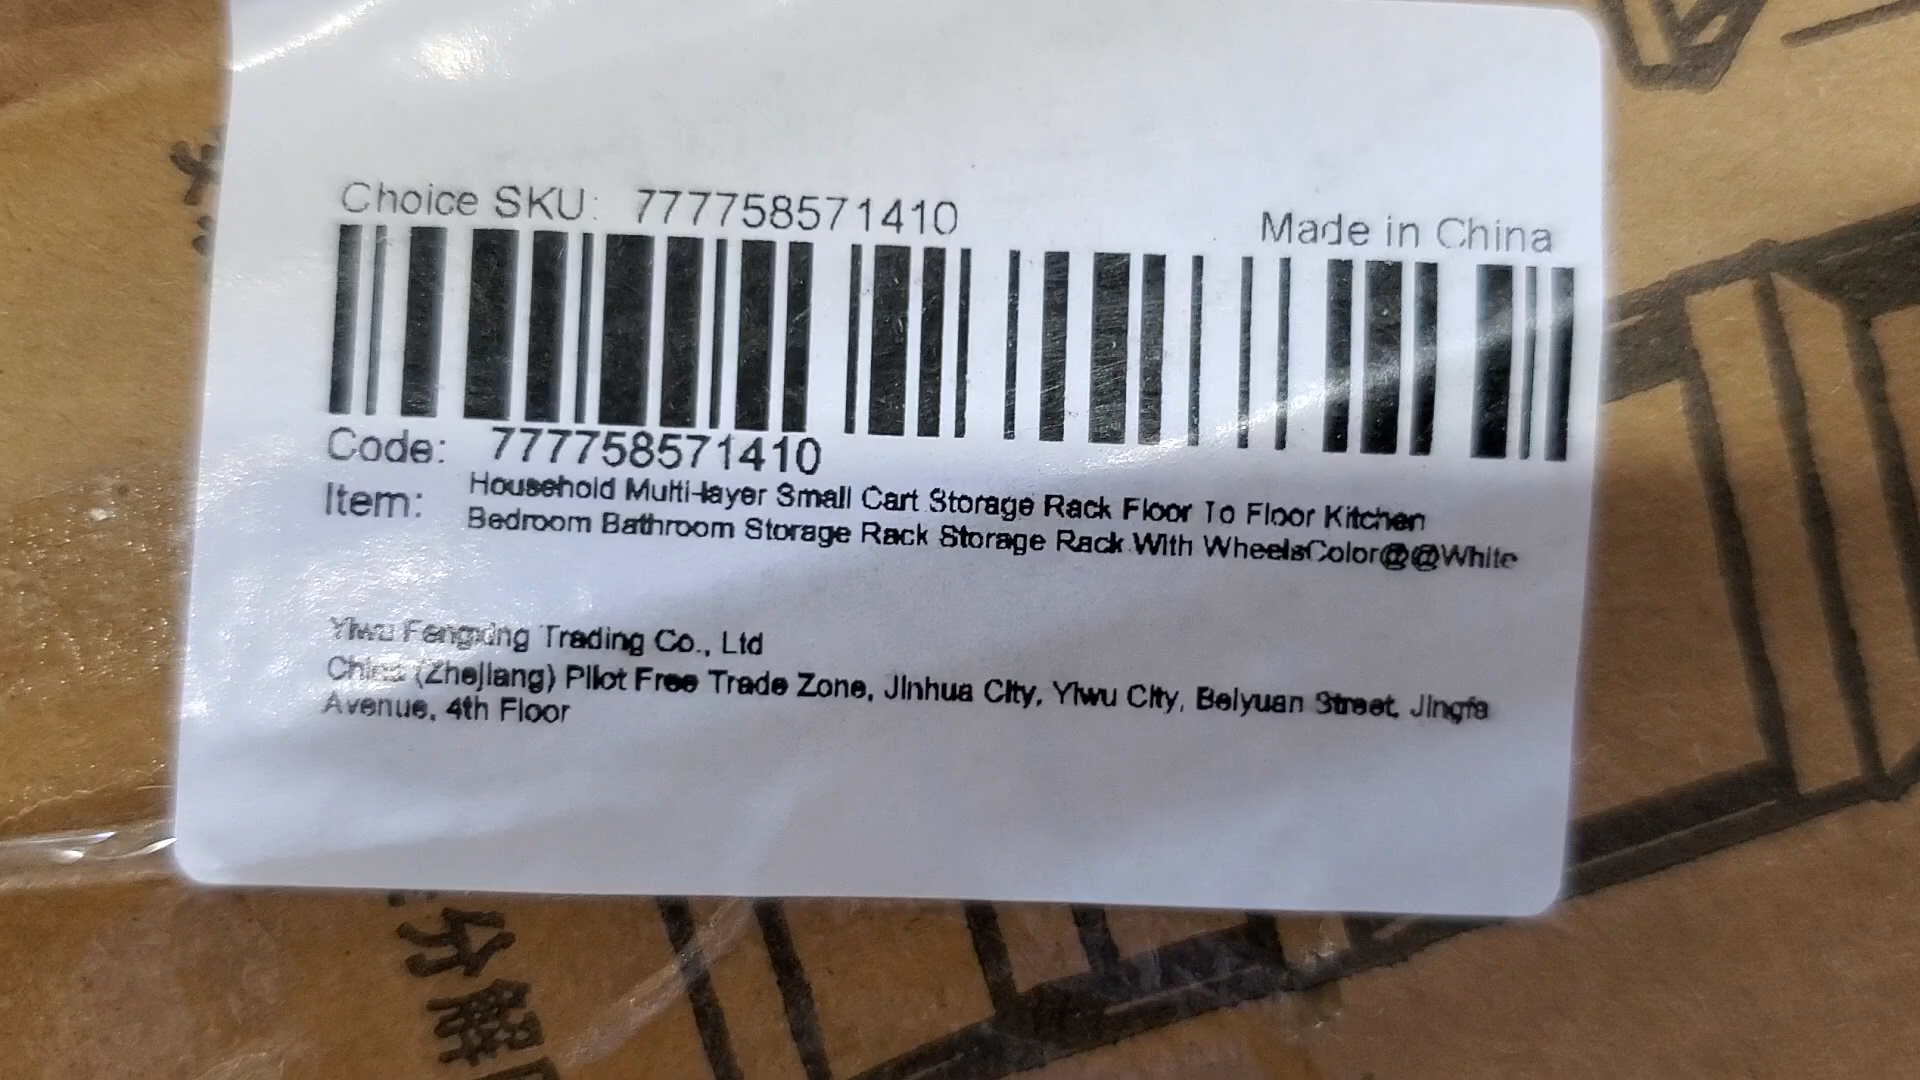 Choice SKU: 777758571410
Made in China
Code: 777758571410
Item: Household Multi-layer Small Cart Storage Rack Floor To Floor Kitchen
Bedroom Bathroom Storage Rack Storage Rack With WheelsColor@@White
Yiwu Trading Co., Ltd
China (Zhejiang) Pilot Free Trade Zone, Jinhua City, Yiwu City, Beiyuan Street, Jingfa
Avenue, 4th Floor
分解